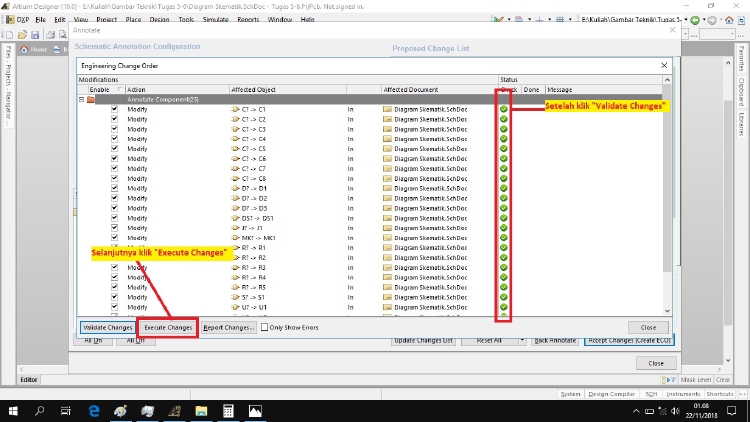 Altium Designer (16.0) - E:\Kuliah\Gambar Teknik\Tugas 5-6\Diagram Skematik.SchDoc - Tugas 5-6.PrjPcb. Not signed in.
DXP File Edit View Project Place Design Tools Simulate Reports Window Help E:\Kuliah\Gambar Teknik\Tugas 5-
Annotate
Home
Schematic Annotation Configuration Proposed Change List
Engineering Change Order
Modifications Status
Enable Action Affected Object Affected Document Check Done Message
Annotate Component(25)
Modify C? -> C1 In Diagram Skematik.SchDoc
Setelah klik "Validate Changes"
Modify C? -> C2 In Diagram Skematik.SchDoc
Modify C? -> C3 In Diagram Skematik.SchDoc
Modify C? -> C4 In Diagram Skematik.SchDoc
Modify C? -> C5 In Diagram Skematik.SchDoc
Modify C? -> C6 In Diagram Skematik.SchDoc
Modify C? -> C7 In Diagram Skematik.SchDoc
Modify C? -> C8 In Diagram Skematik.SchDoc
Modify D? -> D1 In Diagram Skematik.SchDoc
Modify D? -> D2 In Diagram Skematik.SchDoc
Modify D? -> D3 In Diagram Skematik.SchDoc
Modify DS? -> DS1 In Diagram Skematik.SchDoc
Modify J? -> J1 In Diagram Skematik.SchDoc
Modify MK? -> MK1 In Diagram Skematik.SchDoc
R? -> R1 In Diagram Skematik.SchDoc
Selanjutnya klik "Execute Changes"
R? -> R2 In Diagram Skematik.SchDoc
Modify R? -> R3 In Diagram Skematik.SchDoc
Modify R? -> R4 In Diagram Skematik.SchDoc
Modify R? -> R5 In Diagram Skematik.SchDoc
Modify S? -> S1 In Diagram Skematik.SchDoc
Modify U? -> U1 In Diagram Skematik.SchDoc
Validate Changes Execute Changes Report Changes... Only Show Errors Close
All On All Off Update Changes List Reset All Back Annotate Accept Changes (Create ECO)
Close
Editor Mask Level Clear
System Design Compiler SCH Instruments Shortcuts >>
01.08
22/11/2018
Files
Projects
Navigator
Favorites
Clipboard
Libraries